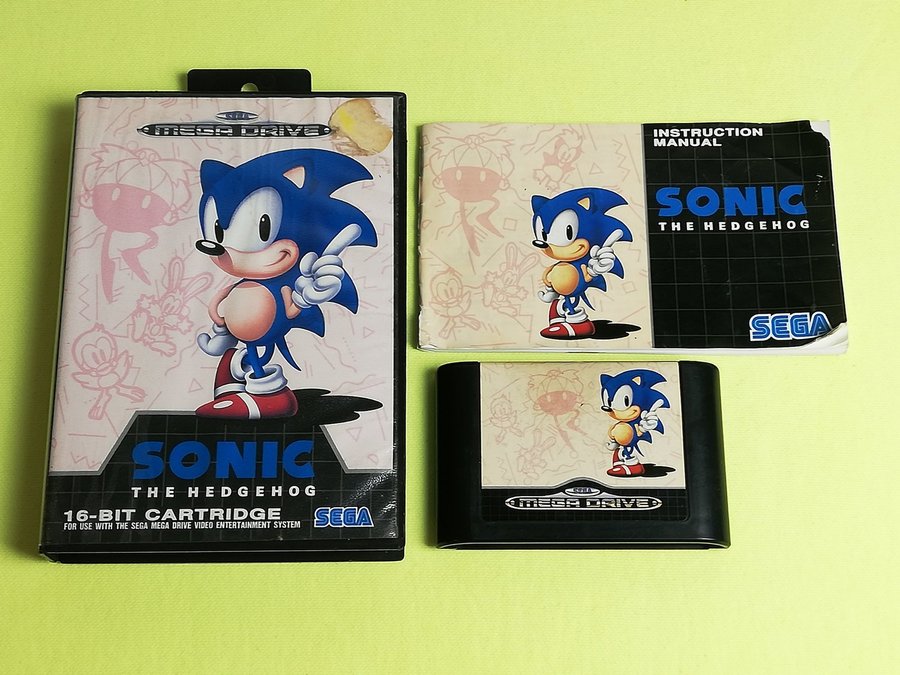 SEGA
MEGA DRIVE
SONIC
THE HEDGEHOG
16-BIT CARTRIDGE
FOR USE WITH THE SEGA MEGA DRIVE VIDEO ENTERTAINMENT SYSTEM
SEGA
INSTRUCTION
MANUAL
SONIC
THE HEDGEHOG
SEGA
SEGA
MEGA DRIVE